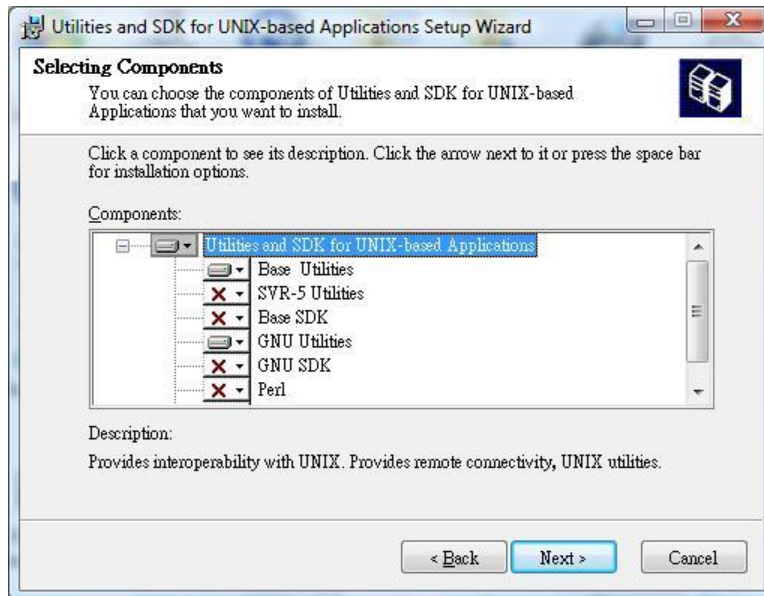 Utilities and SDK for UNIX-based Applications Setup Wizard
Selecting Components
You can choose the components of Utilities and SDK for UNIX-based
Applications that you want to install.
Click a component to see its description. Click the arrow next to it or press the space bar
for installation options.
Components:
Utilities and SDK for UNIX-based Applications
Base Utilities
SVR-5 Utilities
Base SDK
GNU Utilities
GNU SDK
Perl
Description:
Provides interoperability with UNIX. Provides remote connectivity, UNIX utilities.
< Back Next > Cancel